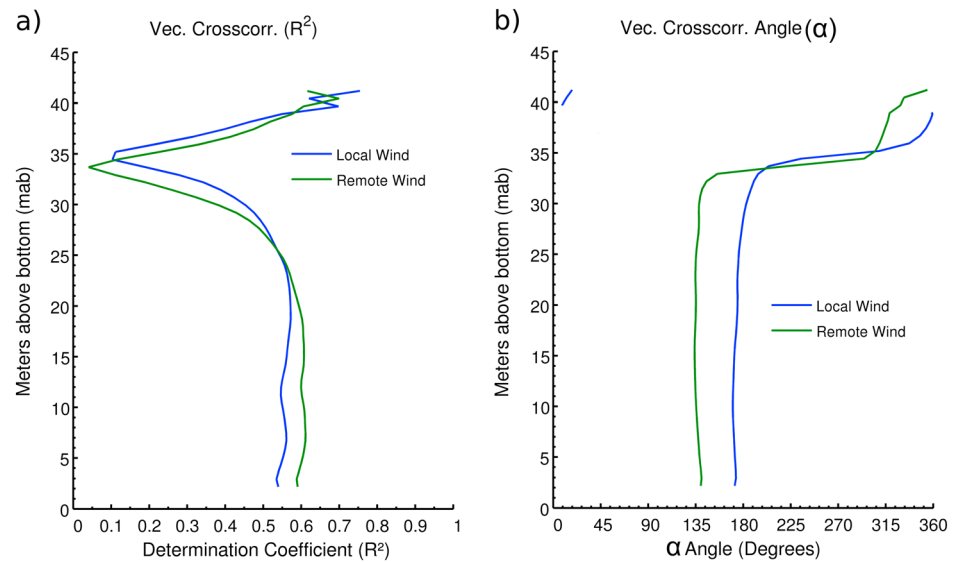 a)
Vec. Crosscorr. (R²)
45
40
35
30
25
20
15
10
5
0
Meters above bottom (mab)
Local Wind
Remote Wind
0 0.1 0.2 0.3 0.4 0.5 0.6 0.7 0.8 0.9 1
Determination Coefficient (R²)
b)
Vec. Crosscorr. Angle (α)
45
40
35
30
25
20
15
10
5
0
Meters above bottom (mab)
Local Wind
Remote Wind
0 45 90 135 180 225 270 315 360
α Angle (Degrees)